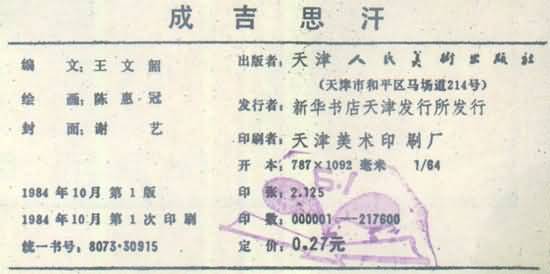 成吉思汗
编文：王文韶
绘画：陈惠冠
封面：谢艺
1984年10月第1版
1984年10月第1次印刷
统一书号：8073·30915
出版者：天津人民美术出版社
（天津市和平区马场道214号）
发行者：新华书店天津发行所发行
印刷者：天津美术印刷厂
开本：787×1092毫米 1/64
印张：2.125
印数：000001—217600
定价：0.27元
5.1